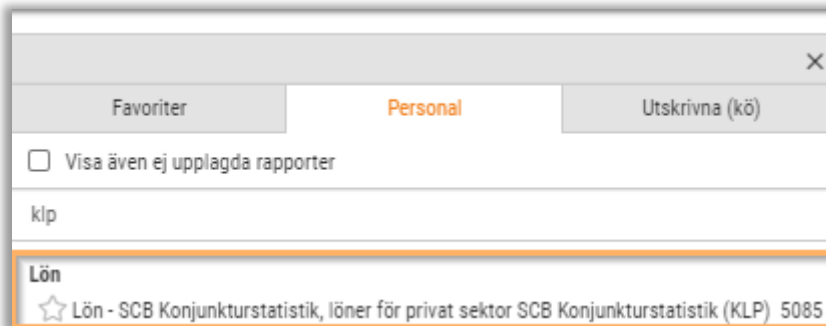 Favoriter Personal Utskrivna (kö)
Visa även ej upplagda rapporter
klp
Lön
Lön - SCB Konjunkturstatistik, löner för privat sektor SCB Konjunkturstatistik (KLP) 5085